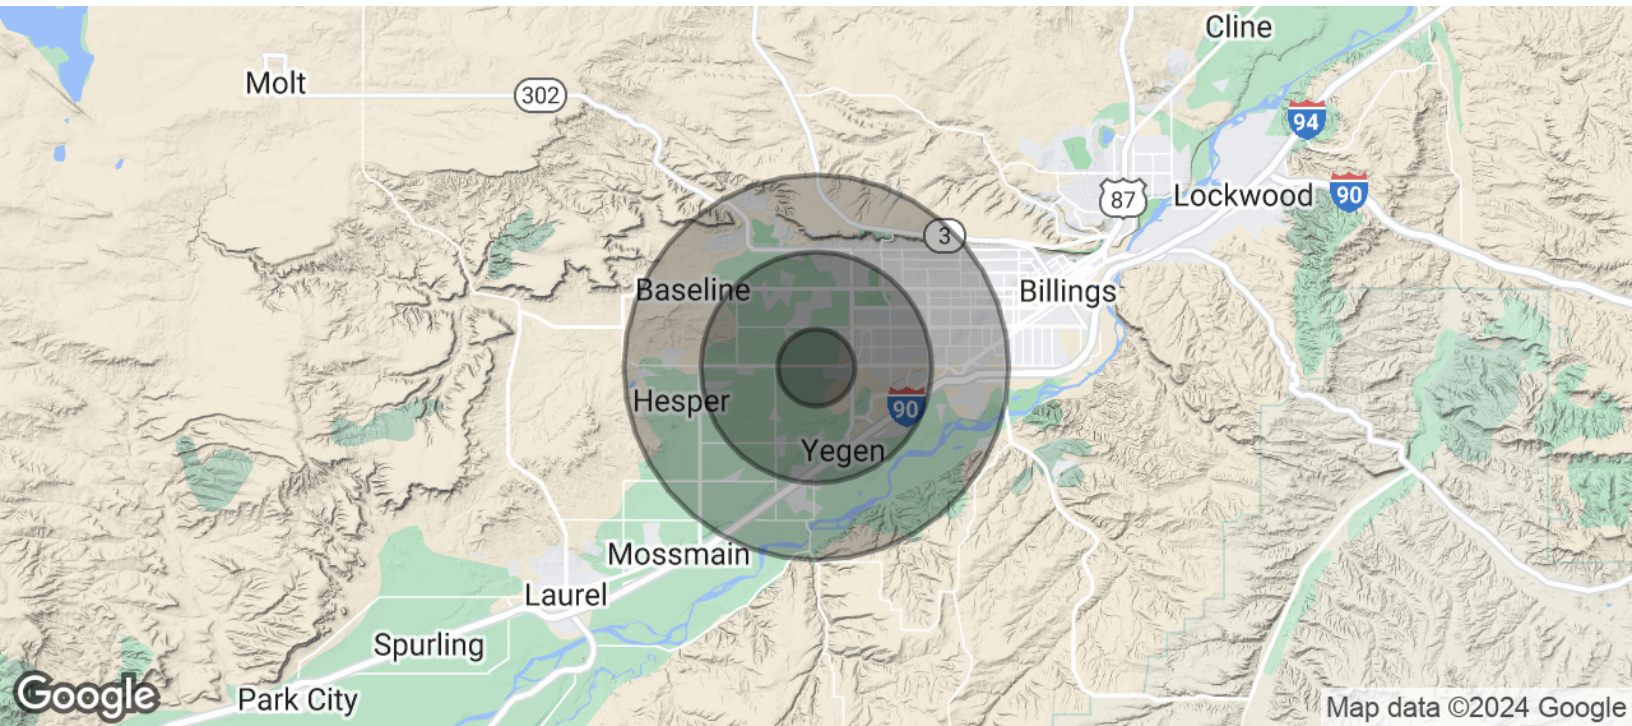 Cline
Molt
302
94
87
Lockwood
90
3
Baseline
Billings
Hesper
90
Yegen
Mossmain
Laurel
Spurling
Park City
Google
Map data ©2024 Google